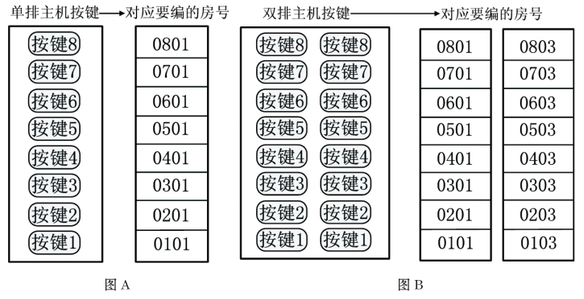 单排主机按键 对应要编的房号 双排主机按键 对应要编的房号
按键8 0801 按键8 按键8 0801 0803
按键7 0701 按键7 按键7 0701 0703
按键6 0601 按键6 按键6 0601 0603
按键5 0501 按键5 按键5 0501 0503
按键4 0401 按键4 按键4 0401 0403
按键3 0301 按键3 按键3 0301 0303
按键2 0201 按键2 按键2 0201 0203
按键1 0101 按键1 按键1 0101 0103
图 A 图 B